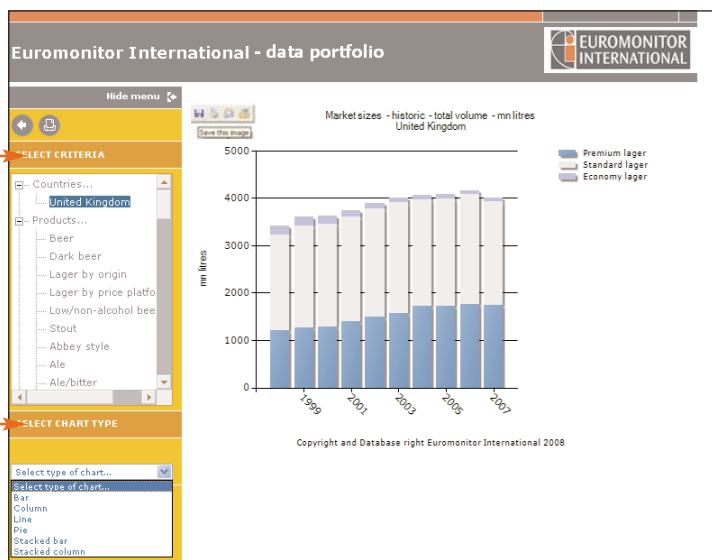 Euromonitor International - data portfolio
EUROMONITOR
INTERNATIONAL
Hide menu
SELECT CRITERIA
Countries...
United Kingdom
Products...
Beer
Dark beer
Lager by origin
Lager by price platfo
Low/non-alcohol bee
Stout
Abbey style
Ale
Ale/bitter
SELECT CHART TYPE
Select type of chart...
Select type of chart...
Bar
Column
Line
Pie
Stacked bar
Stacked column
Save this image
Market sizes - historic - total volume - mn litres
United Kingdom
Premium lager
Standard lager
Economy lager
mn litres
5000
4000
3000
2000
1000
0
1999
2001
2003
2005
2007
Copyright and Database right Euromonitor International 2008